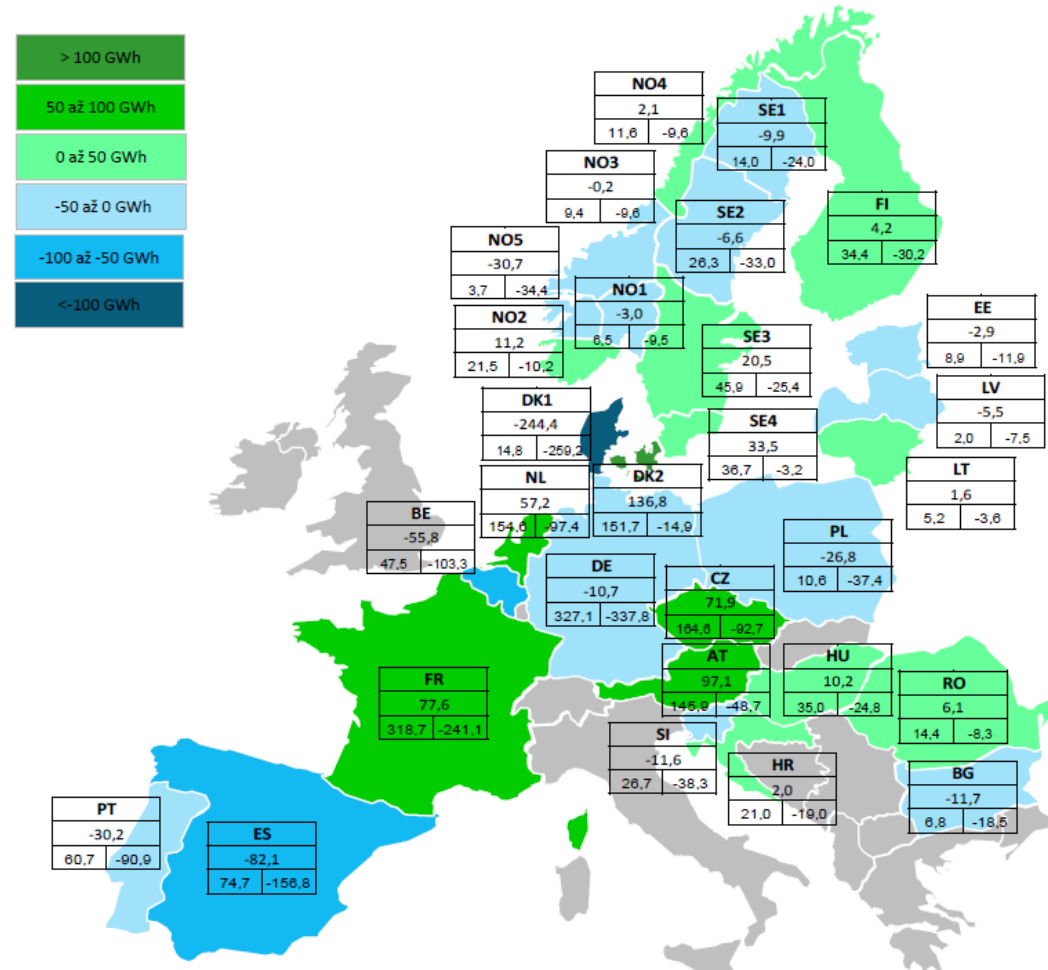 > 100 GWh
50 až 100 GWh
0 až 50 GWh
-50 až 0 GWh
-100 až -50 GWh
<-100 GWh
NO4
2,1
11,6 -9,6
SE1
-9,9
14,0 -24,0
NO3
-0,2
9,4 -9,6
SE2
-6,6
26,3 -33,0
FI
4,2
34,4 -30,2
NO5
-30,7
3,7 -34,4
NO1
-3,0
6,5 -9,5
NO2
11,2
21,5 -10,2
EE
-2,9
8,9 -11,9
SE3
20,5
45,9 -25,4
LV
-5,5
2,0 -7,5
DK1
-244,4
14,8 -259,2
SE4
33,5
36,7 -3,2
LT
1,6
5,2 -3,6
NL
57,2
154,6 -97,4
DK2
136,8
151,7 -14,9
BE
-55,8
47,5 -103,3
PL
-26,8
10,6 -37,4
DE
-10,7
327,1 -337,8
CZ
71,9
164,6 -92,7
FR
77,6
318,7 -241,1
AT
97,1
145,9 -48,7
HU
10,2
35,0 -24,8
RO
6,1
14,4 -8,3
SI
-11,6
26,7 -38,3
HR
2,0
21,0 -19,0
BG
-11,7
6,8 -18,5
PT
-30,2
60,7 -90,9
ES
-82,1
74,7 -156,8